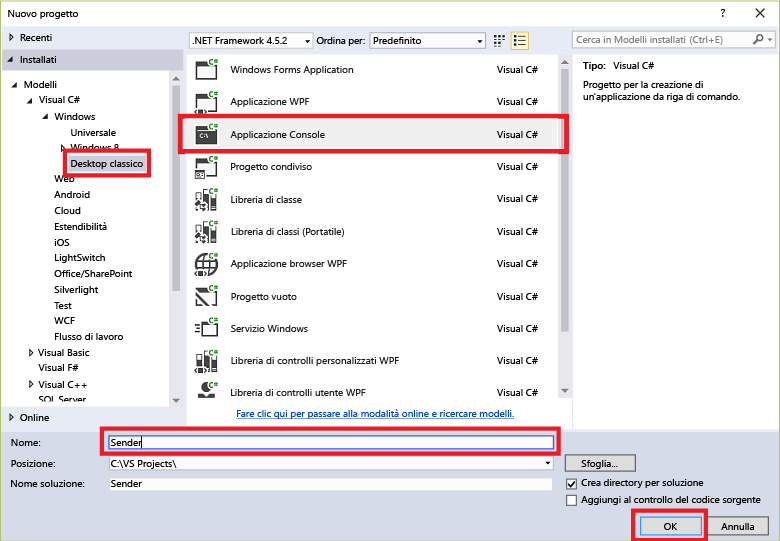 Nuovo progetto
?
Recenti
.NET Framework 4.5.2
Ordina per:
Predefinito
Cerca in Modelli installati (Ctrl+E)
Installati
Modelli
Visual C#
Windows
Universale
Windows 8
Desktop classico
Web
Android
Cloud
Estendibilità
iOS
LightSwitch
Office/SharePoint
Silverlight
Test
WCF
Flusso di lavoro
Visual Basic
Visual F#
Visual C++
SQL Server
Online
Windows Forms Application Visual C#
Applicazione WPF Visual C#
Applicazione Console Visual C#
Progetto condiviso Visual C#
Libreria di classe Visual C#
Libreria di classi (Portatile) Visual C#
Applicazione browser WPF Visual C#
Progetto vuoto Visual C#
Servizio Windows Visual C#
Libreria di controlli personalizzati WPF Visual C#
Libreria di controlli utente WPF Visual C#
Fare clic qui per passare alla modalità online e ricercare modelli.
Tipo: Visual C#
Progetto per la creazione di
un'applicazione da riga di comando.
Nome: Sender
Posizione: C:\VS Projects\
Sfoglia...
Nome soluzione: Sender
Crea directory per soluzione
Aggiungi al controllo del codice sorgente
OK
Annulla